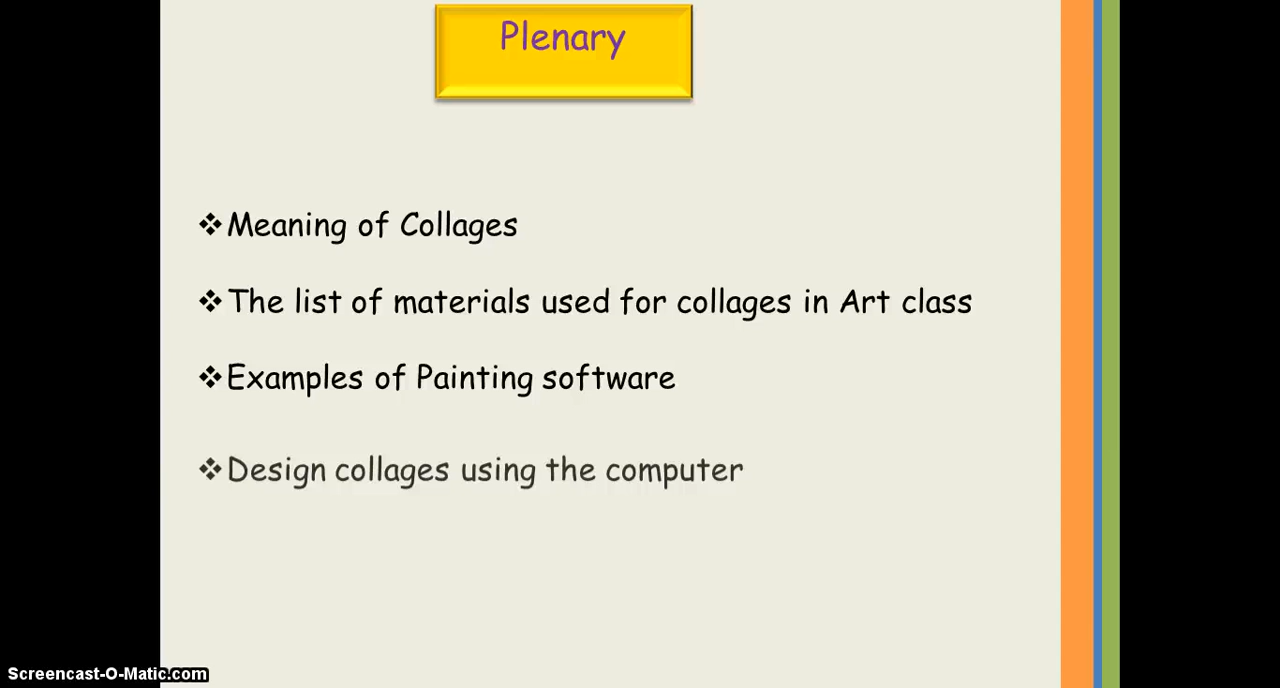 Plenary
❖Meaning of Collages
❖The list of materials used for collages in Art class
❖Examples of Painting software
❖Design collages using the computer
Screencast-O-Matic.com